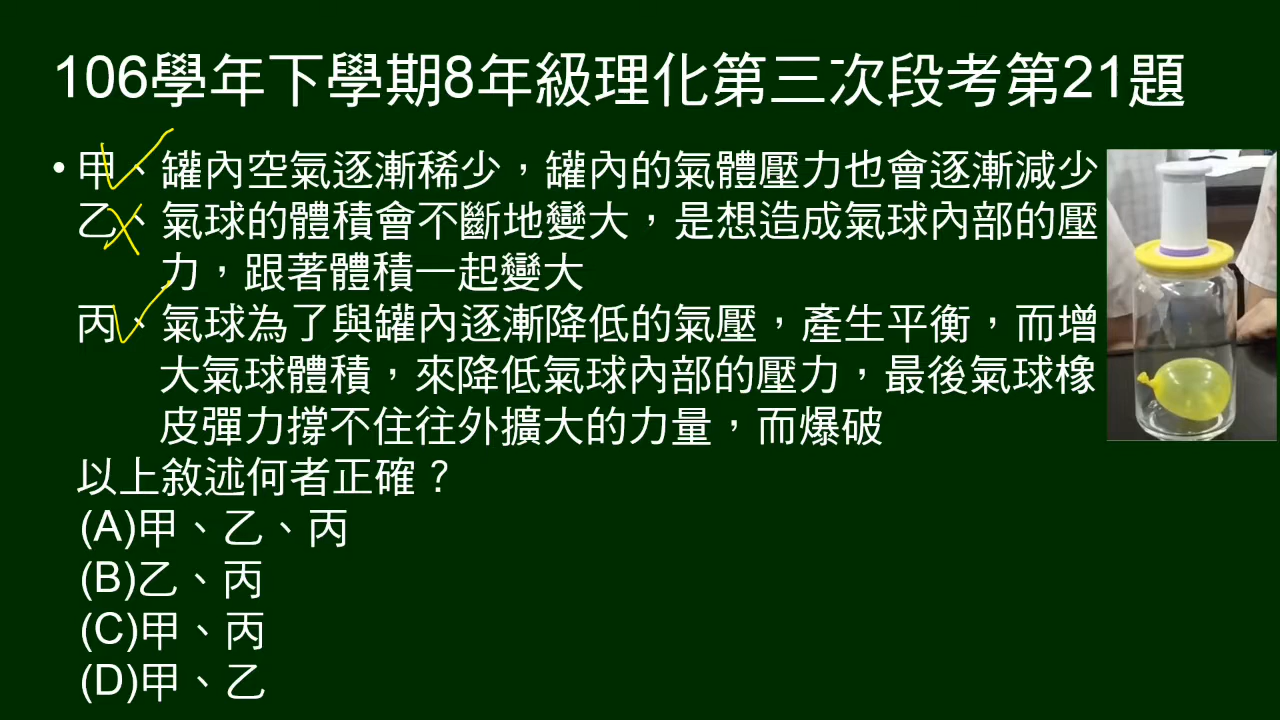 106學年下學期8年級理化第三次段考第21題
• 甲、罐內空氣逐漸稀少，罐內的氣體壓力也會逐漸減少
乙、氣球的體積會不斷地變大，是想造成氣球內部的壓
力，跟著體積一起變大
丙、氣球為了與罐內逐漸降低的氣壓，產生平衡，而增
大氣球體積，來降低氣球內部的壓力，最後氣球橡
皮彈力撐不住往外擴大的力量，而爆破
以上敘述何者正確？
(A)甲、乙、丙
(B)乙、丙
(C)甲、丙
(D)甲、乙